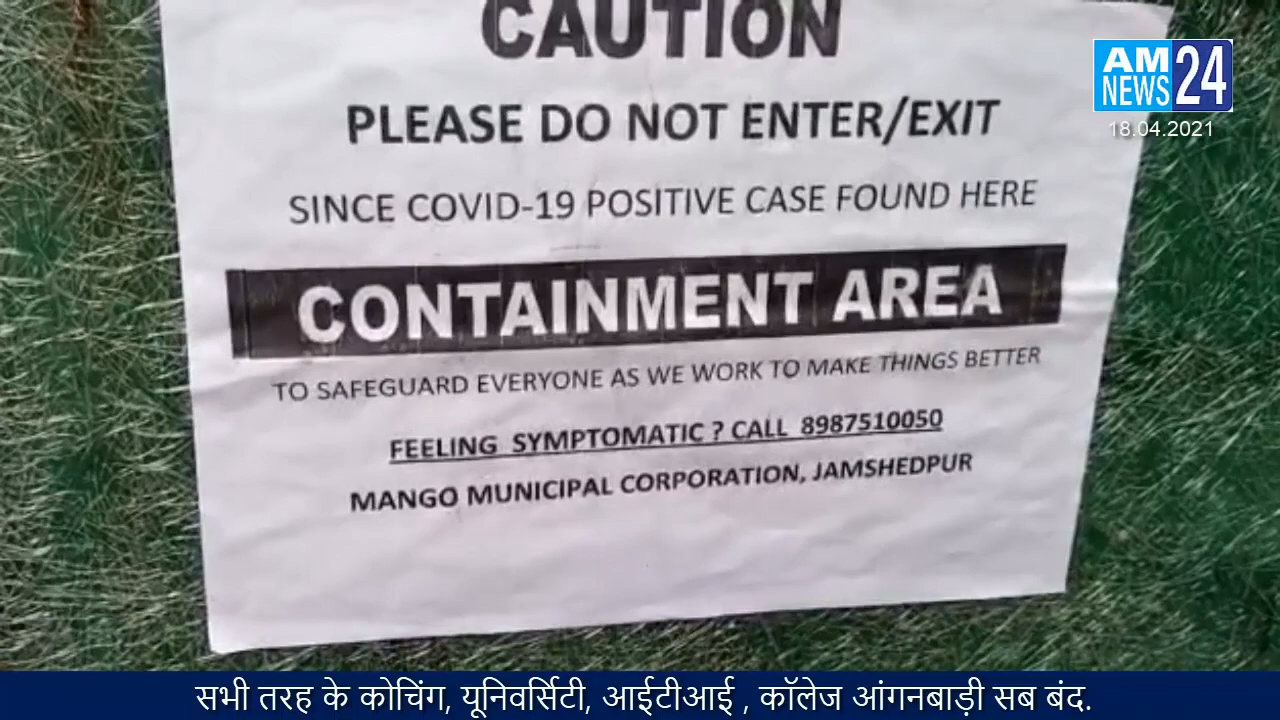 CAUTION
AM
NEWS
24
18.04.2021
PLEASE DO NOT ENTER/EXIT
SINCE COVID-19 POSITIVE CASE FOUND HERE
CONTAINMENT AREA
TO SAFEGUARD EVERYONE AS WE WORK TO MAKE THINGS BETTER
FEELING SYMPTOMATIC ? CALL 8987510050
MANGO MUNICIPAL CORPORATION, JAMSHEDPUR
सभी तरह के कोचिंग, यूनिवर्सिटी, आईटीआई , कॉलेज आंगनबाड़ी सब बंद.